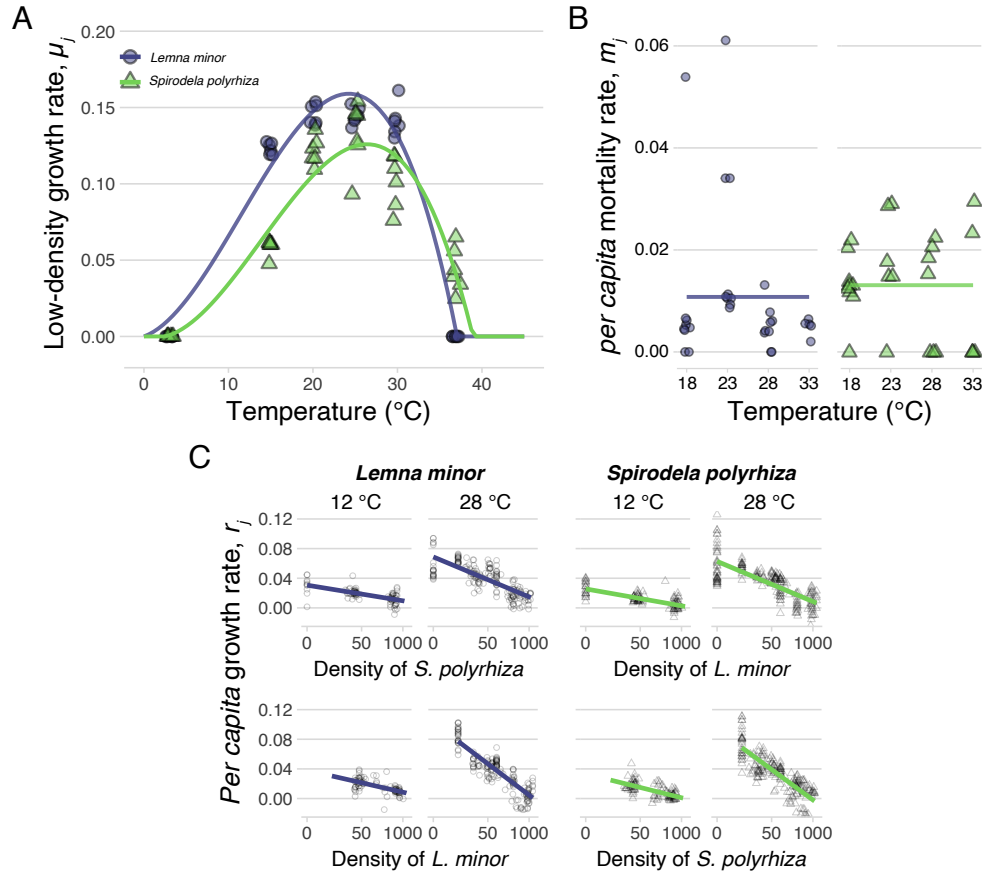 A
Low-density growth rate, μj
0.20
0.15
0.10
0.05
0.00
Lemna minor
Spirodela polyrhiza
0 10 20 30 40
Temperature (°C)
B
per capita mortality rate, mj
0.06
0.04
0.02
0.00
18 23 28 33 18 23 28 33
Temperature (°C)
C
Lemna minor Spirodela polyrhiza
12 °C 28 °C 12 °C 28 °C
Per capita growth rate, rj
0.12
0.08
0.04
0.00
0 50 1000 0 50 1000 0 50 1000 0 50 1000
Density of S. polyrhiza Density of L. minor
0.12
0.08
0.04
0.00
0 50 1000 0 50 1000 0 50 1000 0 50 1000
Density of L. minor Density of S. polyrhiza